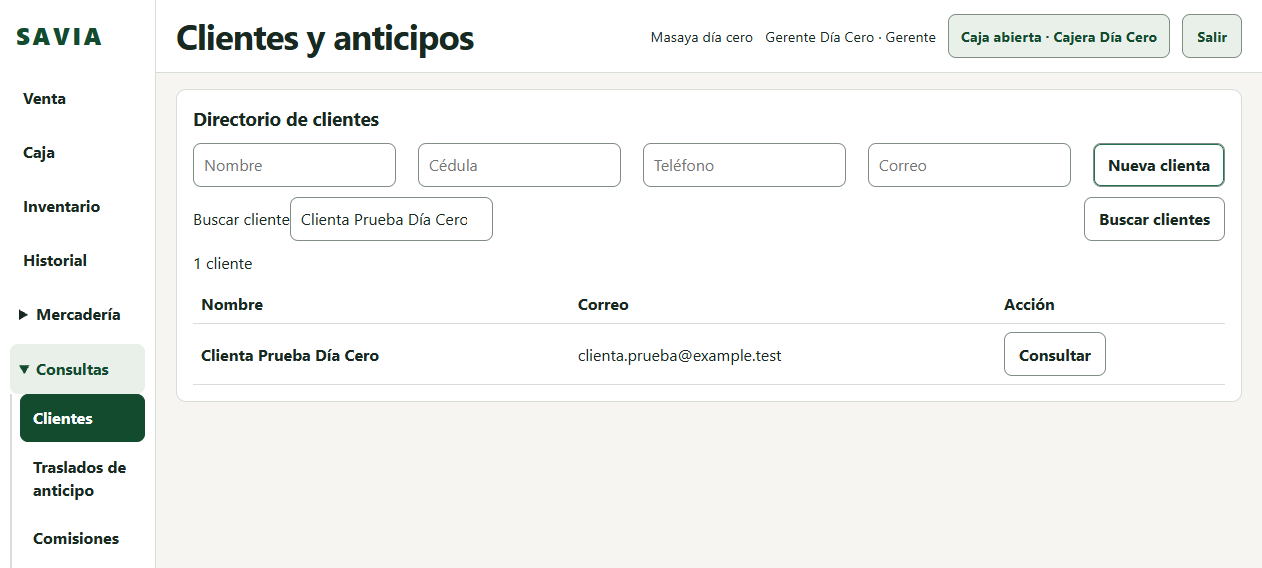 SAVIA
Clientes y anticipos
Masaya día cero
Gerente Día Cero · Gerente
Caja abierta · Cajera Día Cero
Salir
Venta
Caja
Inventario
Historial
Mercadería
Consultas
Clientes
Traslados de
anticipo
Comisiones
Directorio de clientes
Nombre
Cédula
Teléfono
Correo
Nueva clienta
Buscar cliente
Clienta Prueba Día Cero
Buscar clientes
1 cliente
Nombre
Correo
Acción
Clienta Prueba Día Cero
clienta.prueba@example.test
Consultar